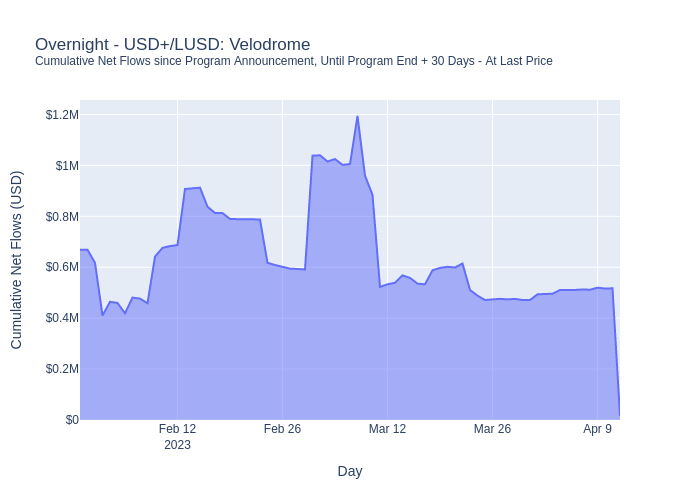 Overnight - USD+/LUSD: Velodrome
Cumulative Net Flows since Program Announcement, Until Program End + 30 Days - At Last Price
Cumulative Net Flows (USD)
$1.2M
$1M
$0.8M
$0.6M
$0.4M
$0.2M
$0
Feb 12
2023
Feb 26
Mar 12
Mar 26
Apr 9
Day